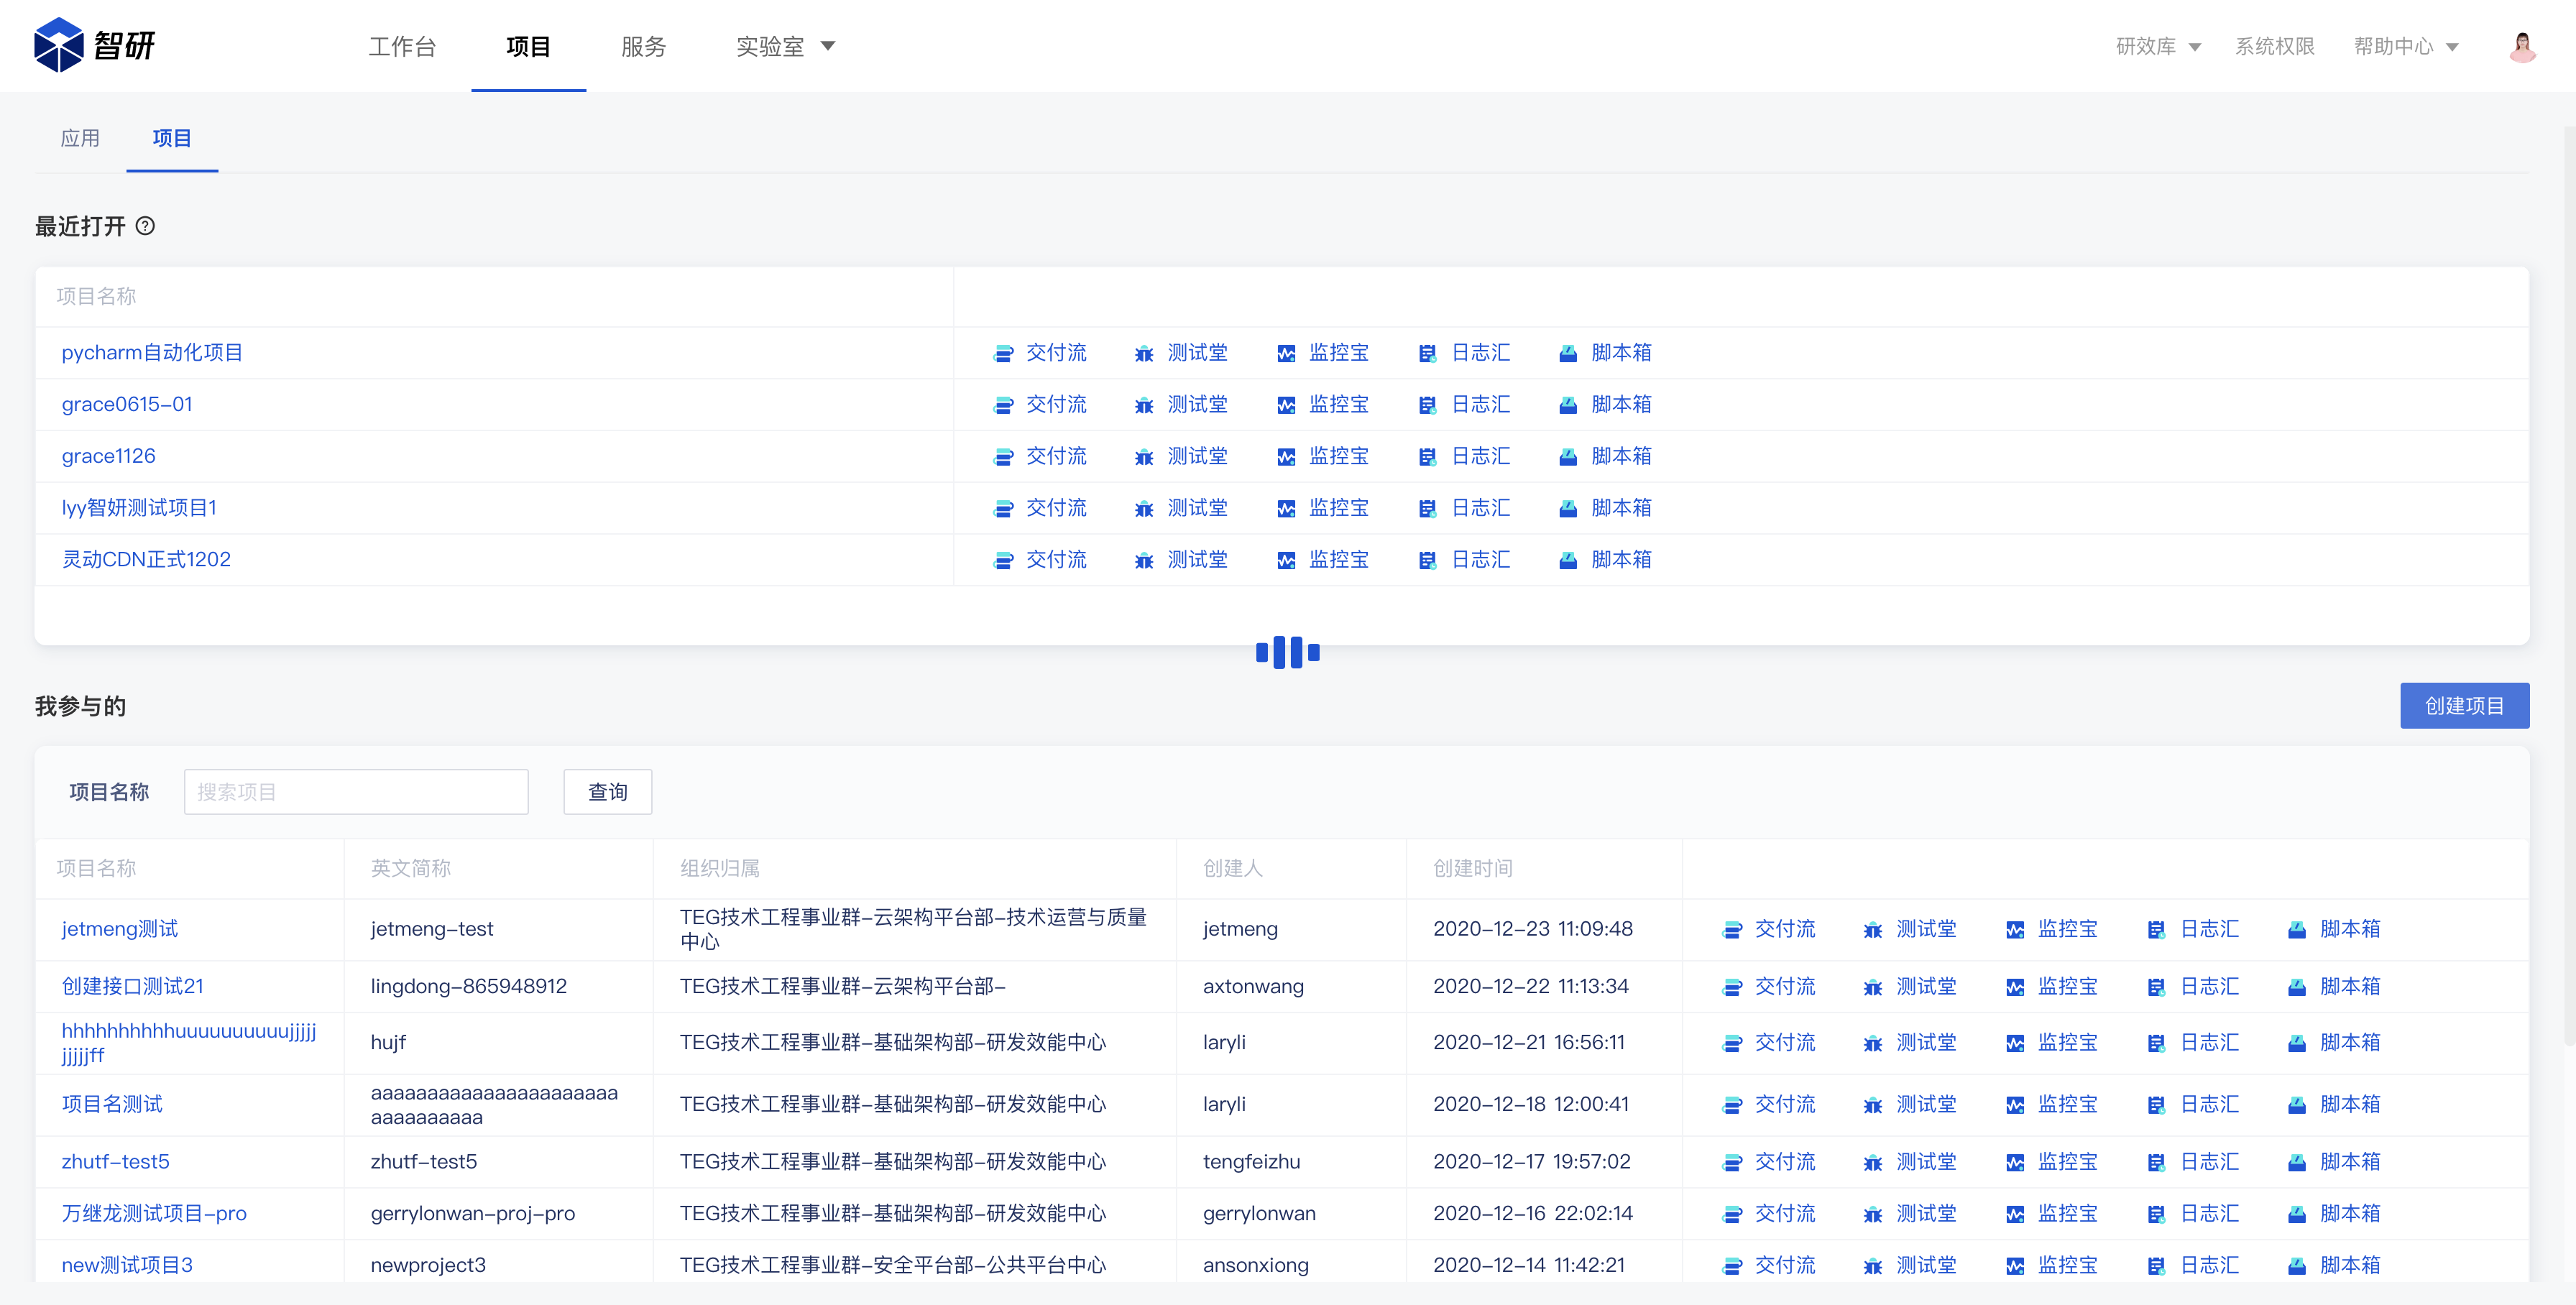 智研
工作台 项目 服务 实验室 研效库 系统权限 帮助中心
应用 项目
最近打开
项目名称
pycharm自动化项目 交付流 测试堂 监控宝 日志汇 脚本箱
grace0615-01 交付流 测试堂 监控宝 日志汇 脚本箱
grace1126 交付流 测试堂 监控宝 日志汇 脚本箱
lyy智妍测试项目1 交付流 测试堂 监控宝 日志汇 脚本箱
灵动CDN正式1202 交付流 测试堂 监控宝 日志汇 脚本箱
我参与的 创建项目
项目名称 搜索项目 查询
项目名称 英文简称 组织归属 创建人 创建时间
jetmeng测试 jetmeng-test TEG技术工程事业群-云架构平台部-技术运营与质量
中心 jetmeng 2020-12-23 11:09:48 交付流 测试堂 监控宝 日志汇 脚本箱
创建接口测试21 lingdong-865948912 TEG技术工程事业群-云架构平台部- axtonwang 2020-12-22 11:13:34 交付流 测试堂 监控宝 日志汇 脚本箱
hhhhhhhhhhuuuuuuuuuujjjjj
jjjjjff hujf TEG技术工程事业群-基础架构部-研发效能中心 laryli 2020-12-21 16:56:11 交付流 测试堂 监控宝 日志汇 脚本箱
项目名测试 aaaaaaaaaaaaaaaaaaaaaa
aaaaaaaaaa TEG技术工程事业群-基础架构部-研发效能中心 laryli 2020-12-18 12:00:41 交付流 测试堂 监控宝 日志汇 脚本箱
zhutf-test5 zhutf-test5 TEG技术工程事业群-基础架构部-研发效能中心 tengfeizhu 2020-12-17 19:57:02 交付流 测试堂 监控宝 日志汇 脚本箱
万继龙测试项目-pro gerrylonwan-proj-pro TEG技术工程事业群-基础架构部-研发效能中心 gerrylonwan 2020-12-16 22:02:14 交付流 测试堂 监控宝 日志汇 脚本箱
new测试项目3 newproject3 TEG技术工程事业群-安全平台部-公共平台中心 ansonxiong 2020-12-14 11:42:21 交付流 测试堂 监控宝 日志汇 脚本箱